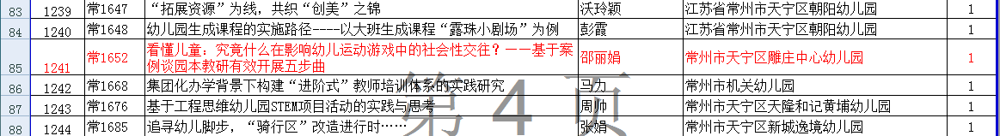 83 1239 常1647 “拓展资源”为线，共织“创美”之锦 沃玲颖 江苏省常州市天宁区朝阳幼儿园 1
84 1240 常1648 幼儿园生成课程的实施路径----以大班生成课程“露珠小剧场”为例 彭霞 江苏省常州市天宁区朝阳幼儿园 1
85 1241 常1652 看懂儿童：究竟什么在影响幼儿运动游戏中的社会性交往？——基于案
例谈园本教研有效开展五步曲 邵丽娟 常州市天宁区雕庄中心幼儿园 1
86 1242 常1668 集团化办学背景下构建“进阶式”教师培训体系的实践研究 马力 常州市机关幼儿园 1
87 1243 常1676 基于工程思维幼儿园STEM项目活动的实践与思考 周帅 常州市天宁区天隆和记黄埔幼儿园 1
88 1244 常1685 追寻幼儿脚步，“骑行区”改造进行时…… 张娟 常州市天宁区新城逸境幼儿园 1
第 4 页